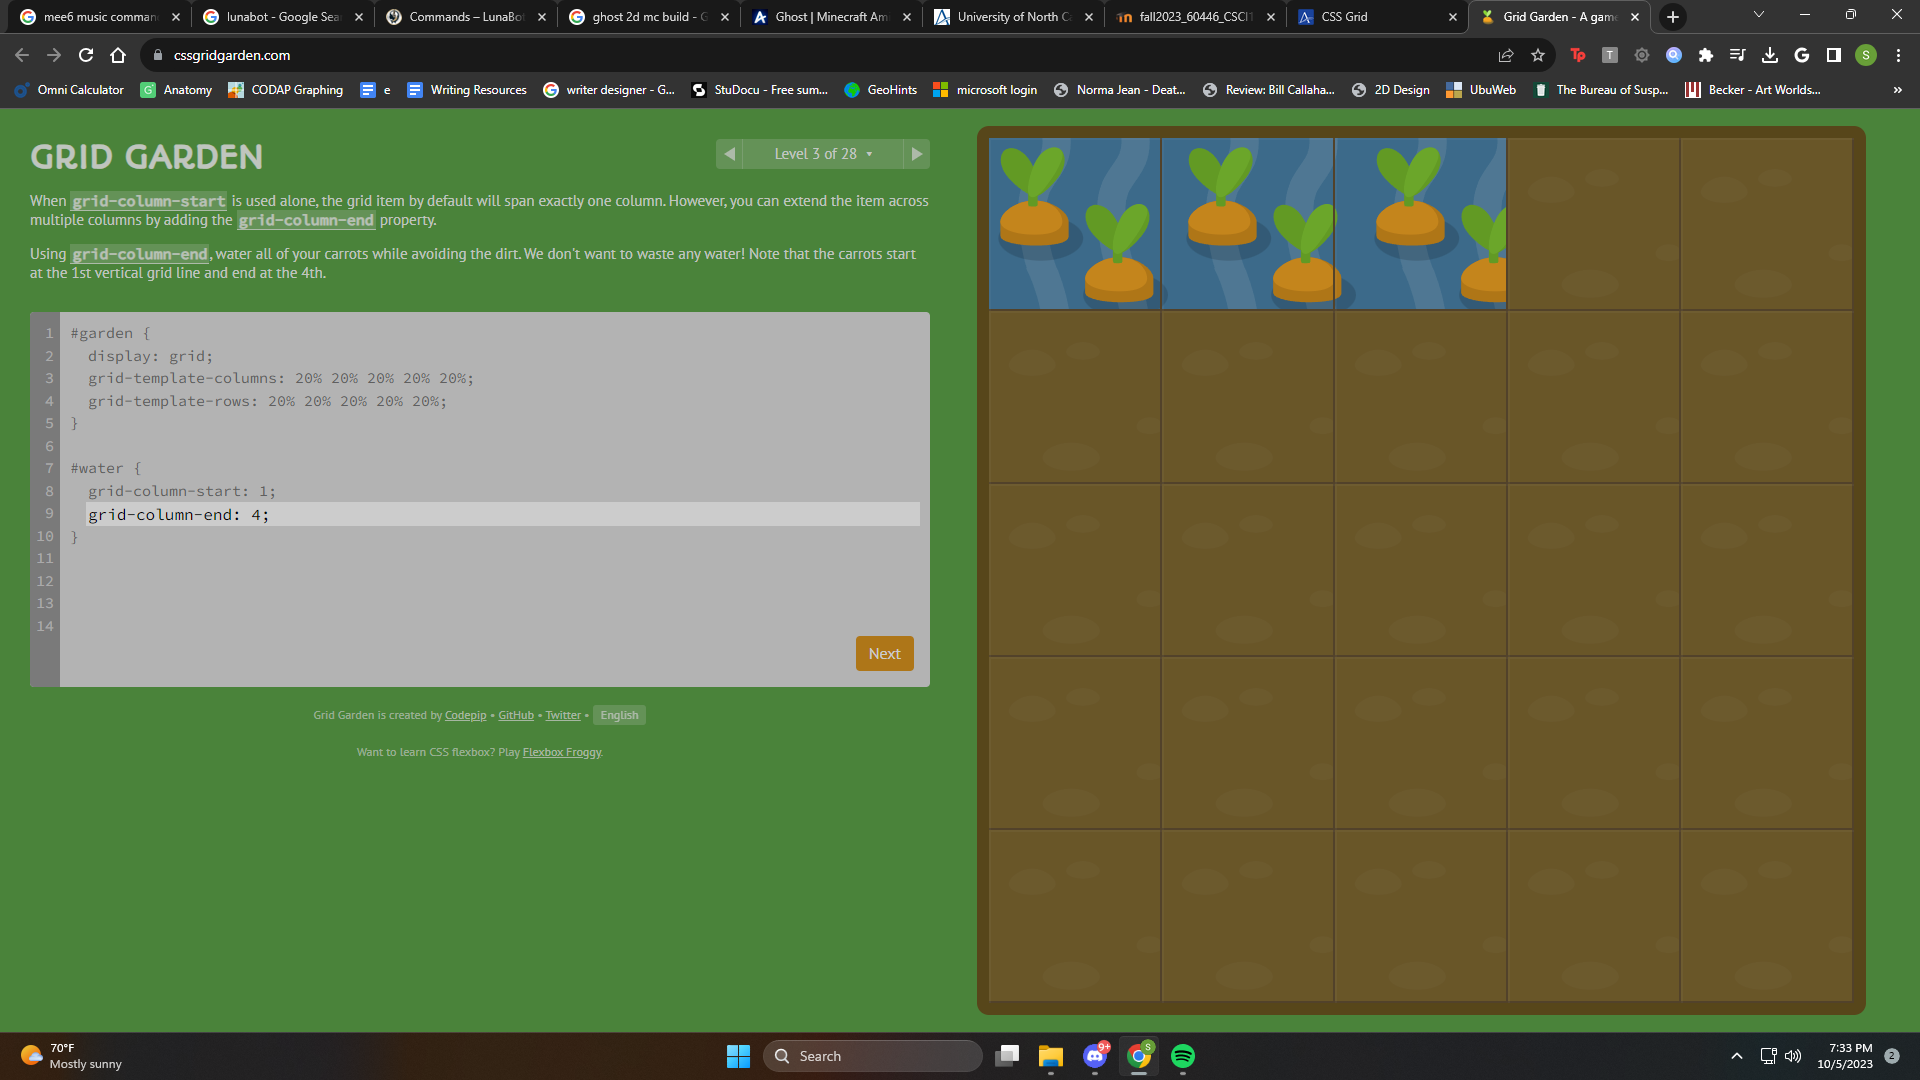 mee6 music comman
lunabot - Google Sea
Commands – LunaBo
ghost 2d mc build - G
Ghost | Minecraft Am
University of North C
fall2023_60446_CSCI1
CSS Grid
Grid Garden - A game
cssgridgarden.com
Omni Calculator
Anatomy
CODAP Graphing
e
Writing Resources
writer designer - G...
StuDocu - Free sum...
GeoHints
microsoft login
Norma Jean - Deat...
Review: Bill Callaha...
2D Design
UbuWeb
The Bureau of Susp...
Becker - Art Worlds...
»
GRID GARDEN
Level 3 of 28
When grid-column-start is used alone, the grid item by default will span exactly one column. However, you can extend the item across
multiple columns by adding the grid-column-end property.
Using grid-column-end, water all of your carrots while avoiding the dirt. We don't want to waste any water! Note that the carrots start
at the 1st vertical grid line and end at the 4th.
1 #garden {
2 display: grid;
3 grid-template-columns: 20% 20% 20% 20% 20%;
4 grid-template-rows: 20% 20% 20% 20% 20%;
5 }
6
7 #water {
8 grid-column-start: 1;
9 grid-column-end: 4;
10 }
11
12
13
14
Next
Grid Garden is created by Codepip • GitHub • Twitter • English
Want to learn CSS flexbox? Play Flexbox Froggy.
70°F
Mostly sunny
Search
9+
S
7:33 PM
10/5/2023
2